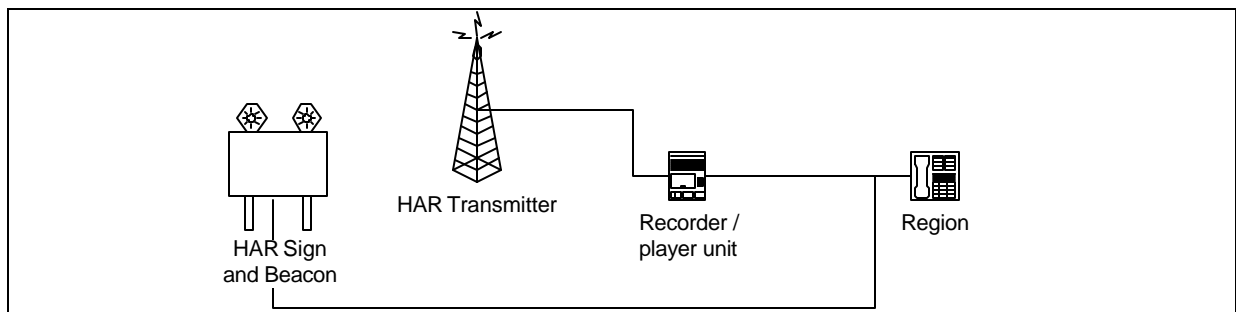 HAR Transmitter
HAR Sign
and Beacon
Recorder /
player unit
Region